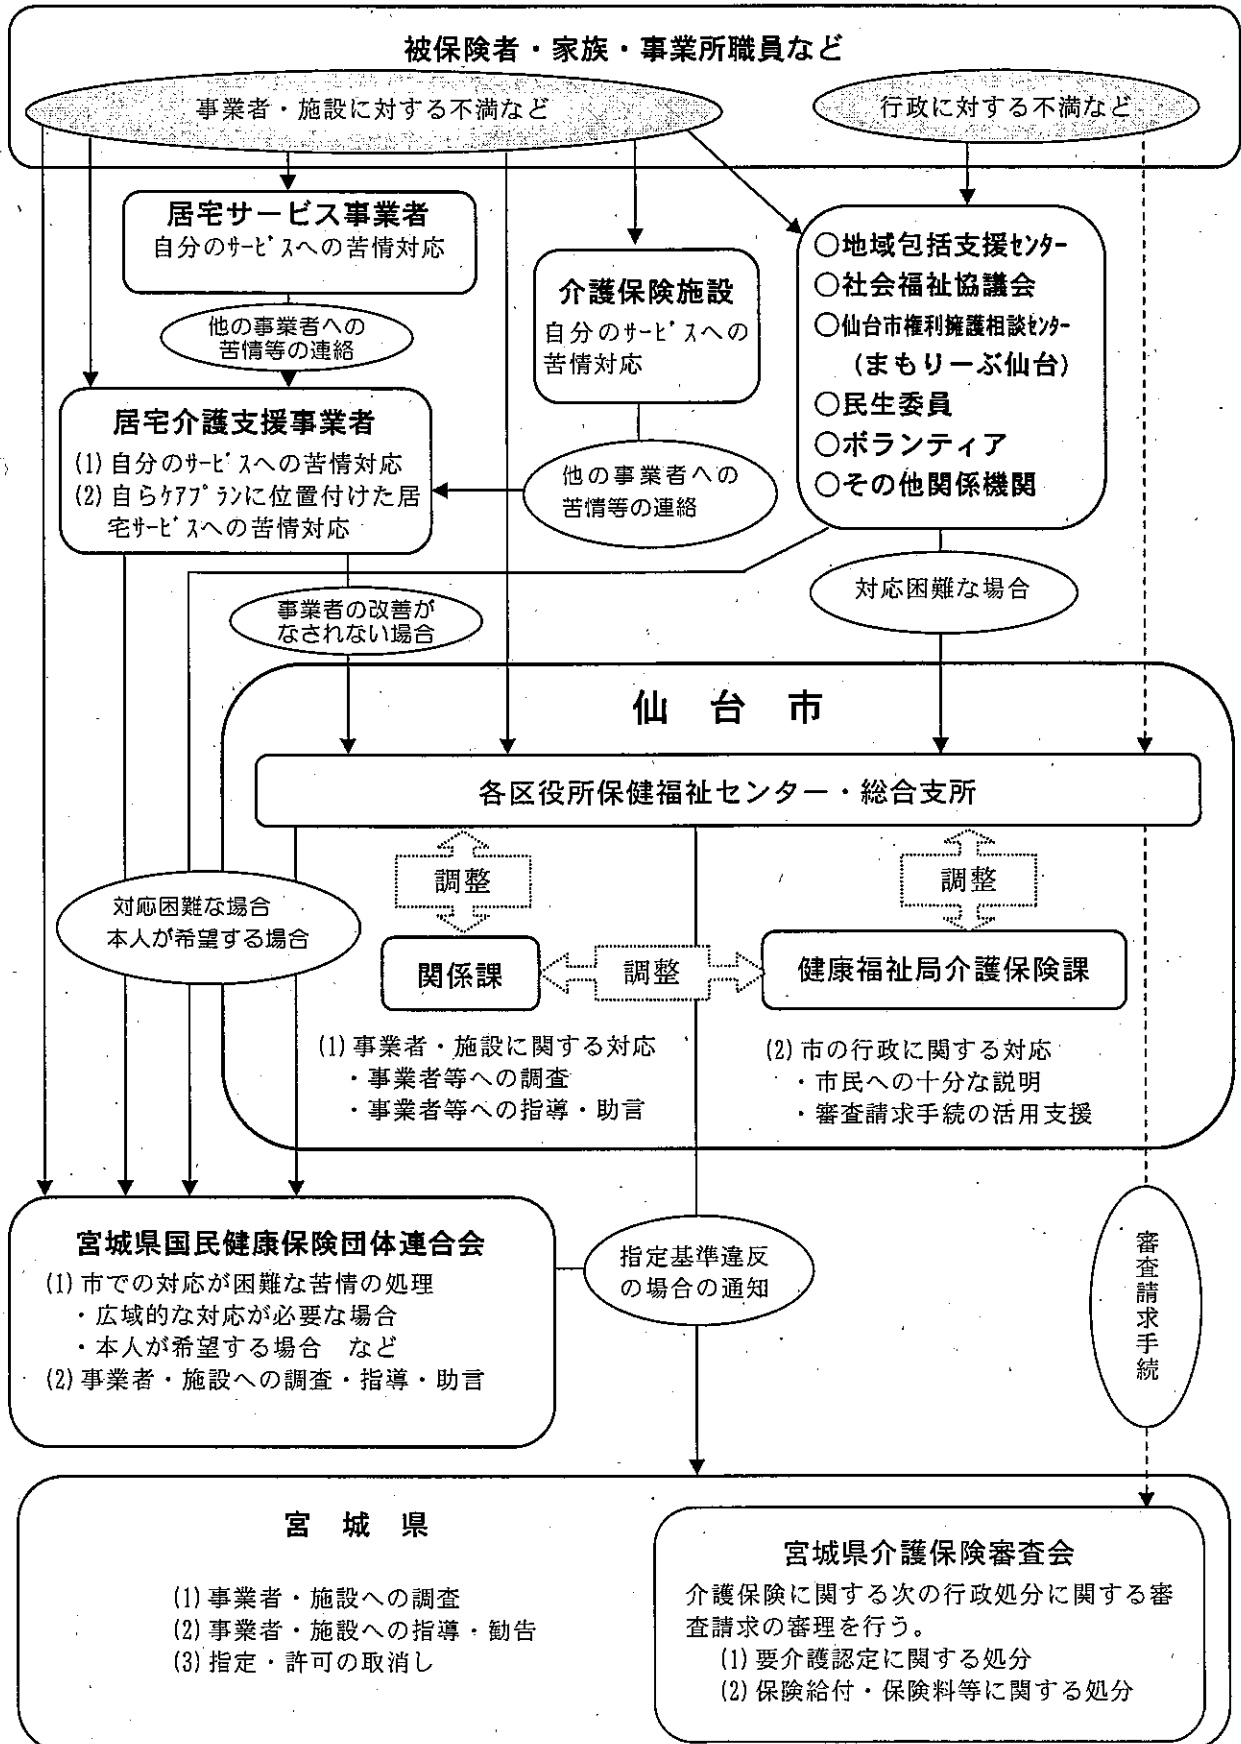 被保険者・家族・事業所職員など
事業者・施設に対する不満など
行政に対する不満など
居宅サービス事業者
自分のｻｰﾋﾞｽへの苦情対応
他の事業者への
苦情等の連絡
居宅介護支援事業者
(1) 自分のｻｰﾋﾞｽへの苦情対応
(2) 自らｹｱﾌﾟﾗﾝに位置付けた居
宅ｻｰﾋﾞｽへの苦情対応
介護保険施設
自分のｻｰﾋﾞｽへの
苦情対応
他の事業者への
苦情等の連絡
○地域包括支援ｾﾝﾀｰ
○社会福祉協議会
○仙台市権利擁護相談ｾﾝﾀｰ
(まもりーぶ仙台)
○民生委員
○ボランティア
○その他関係機関
事業者の改善が
なされない場合
対応困難な場合
仙台市
各区役所保健福祉センター・総合支所
調整
調整
対応困難な場合
本人が希望する場合
関係課
調整
健康福祉局介護保険課
(1) 事業者・施設に関する対応
・事業者等への調査
・事業者等への指導・助言
(2) 市の行政に関する対応
・市民への十分な説明
・審査請求手続の活用支援
宮城県国民健康保険団体連合会
(1) 市での対応が困難な苦情の処理
・広域的な対応が必要な場合
・本人が希望する場合 など
(2) 事業者・施設への調査・指導・助言
指定基準違反
の場合の通知
審査請求手続
宮城県
(1) 事業者・施設への調査
(2) 事業者・施設への指導・勧告
(3) 指定・許可の取消し
宮城県介護保険審査会
介護保険に関する次の行政処分に関する審
査請求の審理を行う。
(1) 要介護認定に関する処分
(2) 保険給付・保険料等に関する処分